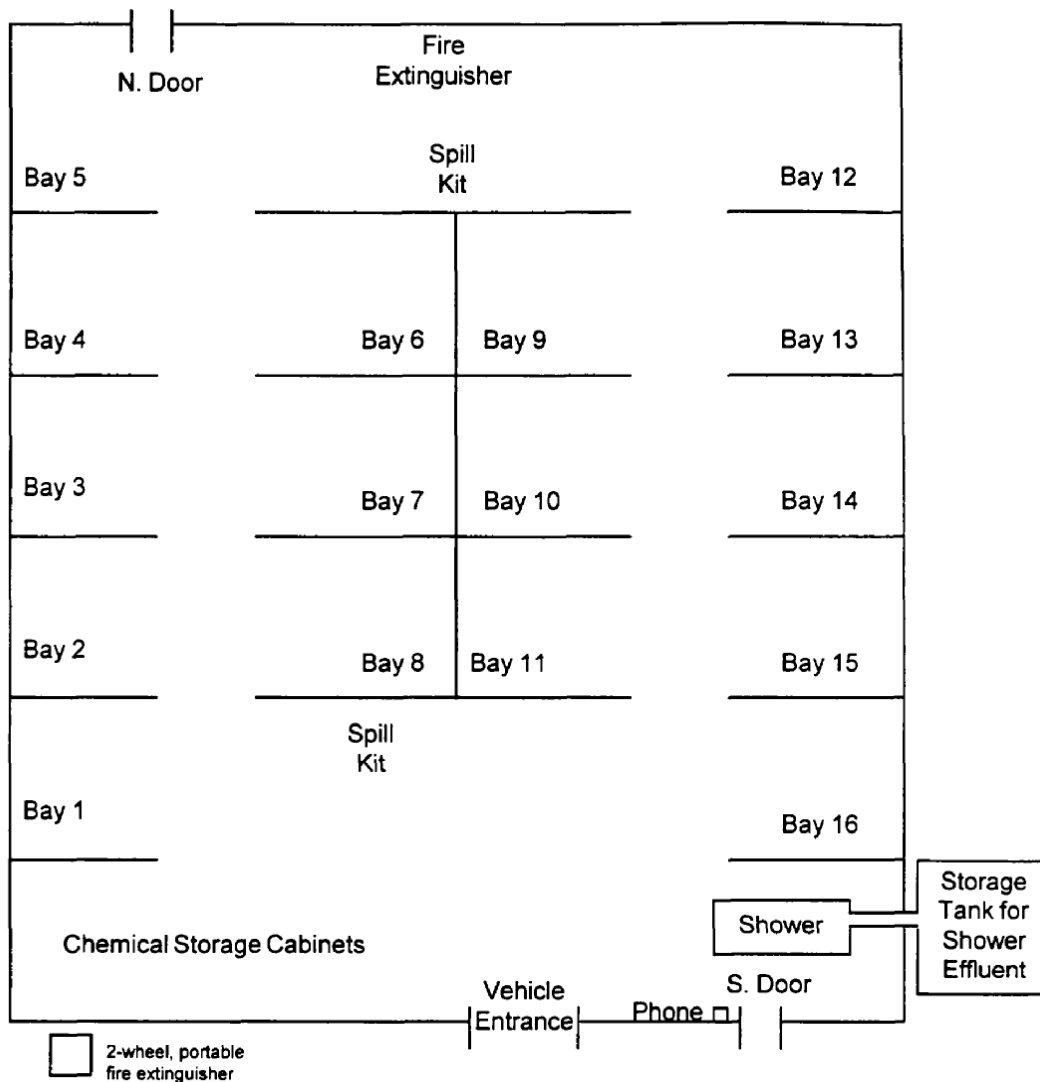 Fire
Extinguisher
N. Door
Spill
Kit
Bay 5
Bay 12
Bay 4
Bay 6
Bay 9
Bay 13
Bay 3
Bay 7
Bay 10
Bay 14
Bay 2
Bay 8
Bay 11
Bay 15
Spill
Kit
Bay 1
Bay 16
Storage
Tank for
Shower
Effluent
Shower
Chemical Storage Cabinets
S. Door
Vehicle
Entrance
Phone
2-wheel, portable
fire extinguisher